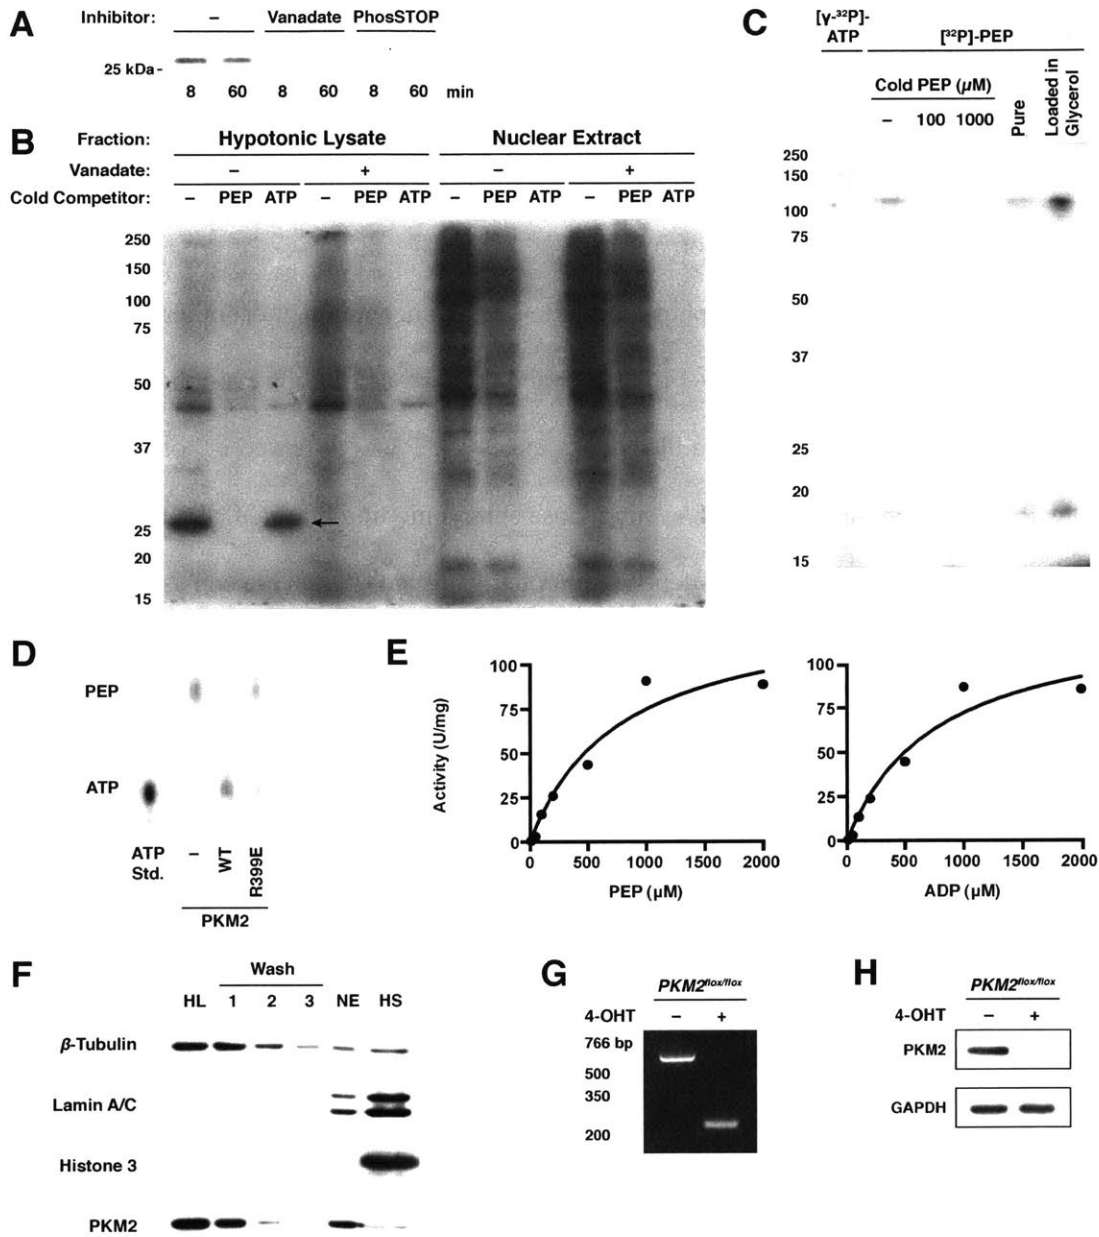 A
Inhibitor: – Vanadate PhosSTOP
25 kDa-
8 60 8 60 8 60 min
B
Fraction: Hypotonic Lysate Nuclear Extract
Vanadate: – + – +
Cold Competitor: – PEP ATP – PEP ATP – PEP ATP – PEP ATP
250
150
100
75
50
37
25
20
15
C
[γ-³²P]-ATP [³²P]-PEP
Cold PEP (µM)
– 100 1000 Pure Loaded in Glycerol
250
150
100
75
50
37
25
20
15
D
PEP
ATP
ATP Std. – WT R399E
PKM2
E
Activity (U/mg)
100
75
50
25
0
0 500 1000 1500 2000
PEP (µM)
100
75
50
25
0
0 500 1000 1500 2000
ADP (µM)
F
Wash
HL 1 2 3 NE HS
β-Tubulin
Lamin A/C
Histone 3
PKM2
G
PKM2flox/flox
4-OHT – +
766 bp
500
350
200
H
PKM2flox/flox
4-OHT – +
PKM2
GAPDH